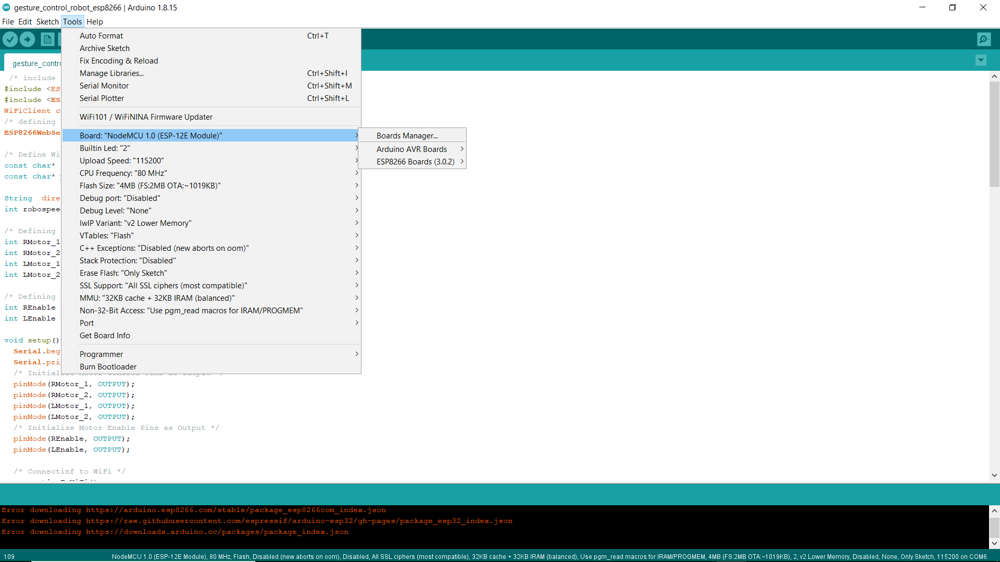 gesture_control_robot_esp8266 | Arduino 1.8.15
File Edit Sketch Tools Help
Auto Format Ctrl+T
Archive Sketch
Fix Encoding & Reload
Manage Libraries... Ctrl+Shift+I
Serial Monitor Ctrl+Shift+M
Serial Plotter Ctrl+Shift+L
WiFi101 / WiFiNINA Firmware Updater
Board: "NodeMCU 1.0 (ESP-12E Module)"
Builtin Led: "2"
Upload Speed: "115200"
CPU Frequency: "80 MHz"
Flash Size: "4MB (FS:2MB OTA:~1019KB)"
Debug port: "Disabled"
Debug Level: "None"
lwIP Variant: "v2 Lower Memory"
VTables: "Flash"
C++ Exceptions: "Disabled (new aborts on oom)"
Stack Protection: "Disabled"
Erase Flash: "Only Sketch"
SSL Support: "All SSL ciphers (most compatible)"
MMU: "32KB cache + 32KB IRAM (balanced)"
Non-32-Bit Access: "Use pgm_read macros for IRAM/PROGMEM"
Port
Get Board Info
Programmer
Burn Bootloader
Boards Manager...
Arduino AVR Boards
ESP8266 Boards (3.0.2)
gesture_contro
/* include
#include <ES
#include <ES
WiFiClient c
/* defining
ESP8266WebSe
/* Define Wi
const char*
const char*
String dire
int robospee
/* Defining
int RMotor_1
int RMotor_2
int LMotor_1
int LMotor_2
/* Defining
int REnable
int LEnable
void setup()
Serial.beg
Serial.pri
/* Initialize Motor Control Pins as Output */
pinMode(RMotor_1, OUTPUT);
pinMode(RMotor_2, OUTPUT);
pinMode(LMotor_1, OUTPUT);
pinMode(LMotor_2, OUTPUT);
/* Initialize Motor Enable Pins as Output */
pinMode(REnable, OUTPUT);
pinMode(LEnable, OUTPUT);
/* Connectinf to WiFi */
Error downloading https://arduino.esp8266.com/stable/package_esp8266com_index.json
Error downloading https://raw.githubusercontent.com/espressif/arduino-esp32/gh-pages/package_esp32_index.json
Error downloading https://downloads.arduino.cc/packages/package_index.json
109 NodeMCU 1.0 (ESP-12E Module), 80 MHz, Flash, Disabled (new aborts on oom), Disabled, All SSL ciphers (most compatible), 32KB cache + 32KB IRAM (balanced), Use pgm_read macros for IRAM/PROGMEM, 4MB (FS:2MB OTA:~1019KB), 2, v2 Lower Memory, Disabled, None, Only Sketch, 115200 on COM6